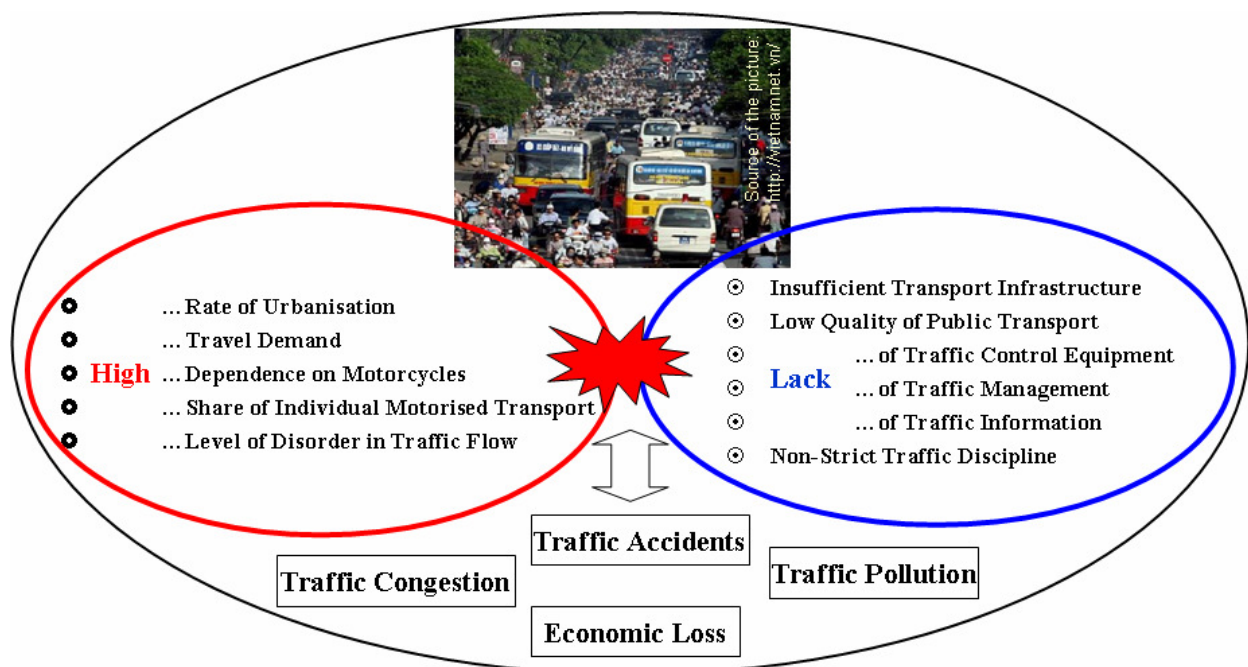 Source of the picture:
http://vietnamnet.vn/
High
… Rate of Urbanisation
… Travel Demand
… Dependence on Motorcycles
… Share of Individual Motorised Transport
… Level of Disorder in Traffic Flow
Insufficient Transport Infrastructure
Low Quality of Public Transport
Lack
… of Traffic Control Equipment
… of Traffic Management
… of Traffic Information
Non-Strict Traffic Discipline
Traffic Accidents
Traffic Congestion
Traffic Pollution
Economic Loss